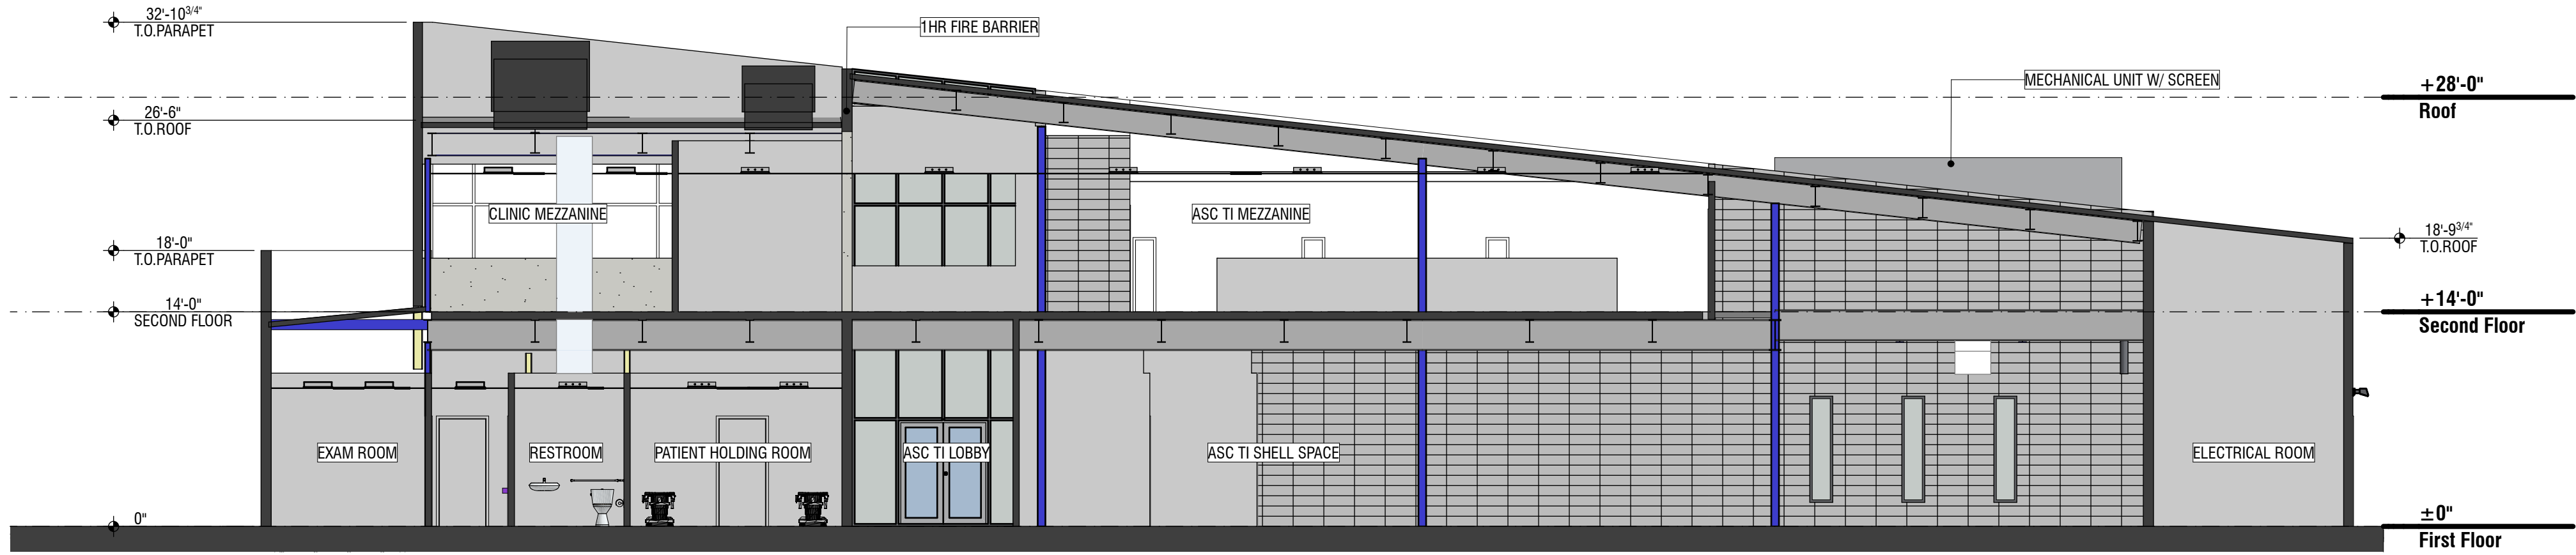 32'-10 3/4"
T.O.PARAPET
1HR FIRE BARRIER
MECHANICAL UNIT W/ SCREEN
+28'-0"
Roof
26'-6"
T.O.ROOF
CLINIC MEZZANINE
ASC TI MEZZANINE
18'-0"
T.O.PARAPET
18'-9 3/4"
T.O.ROOF
14'-0"
SECOND FLOOR
+14'-0"
Second Floor
EXAM ROOM
RESTROOM
PATIENT HOLDING ROOM
ASC TI LOBBY
ASC TI SHELL SPACE
ELECTRICAL ROOM
0"
±0"
First Floor